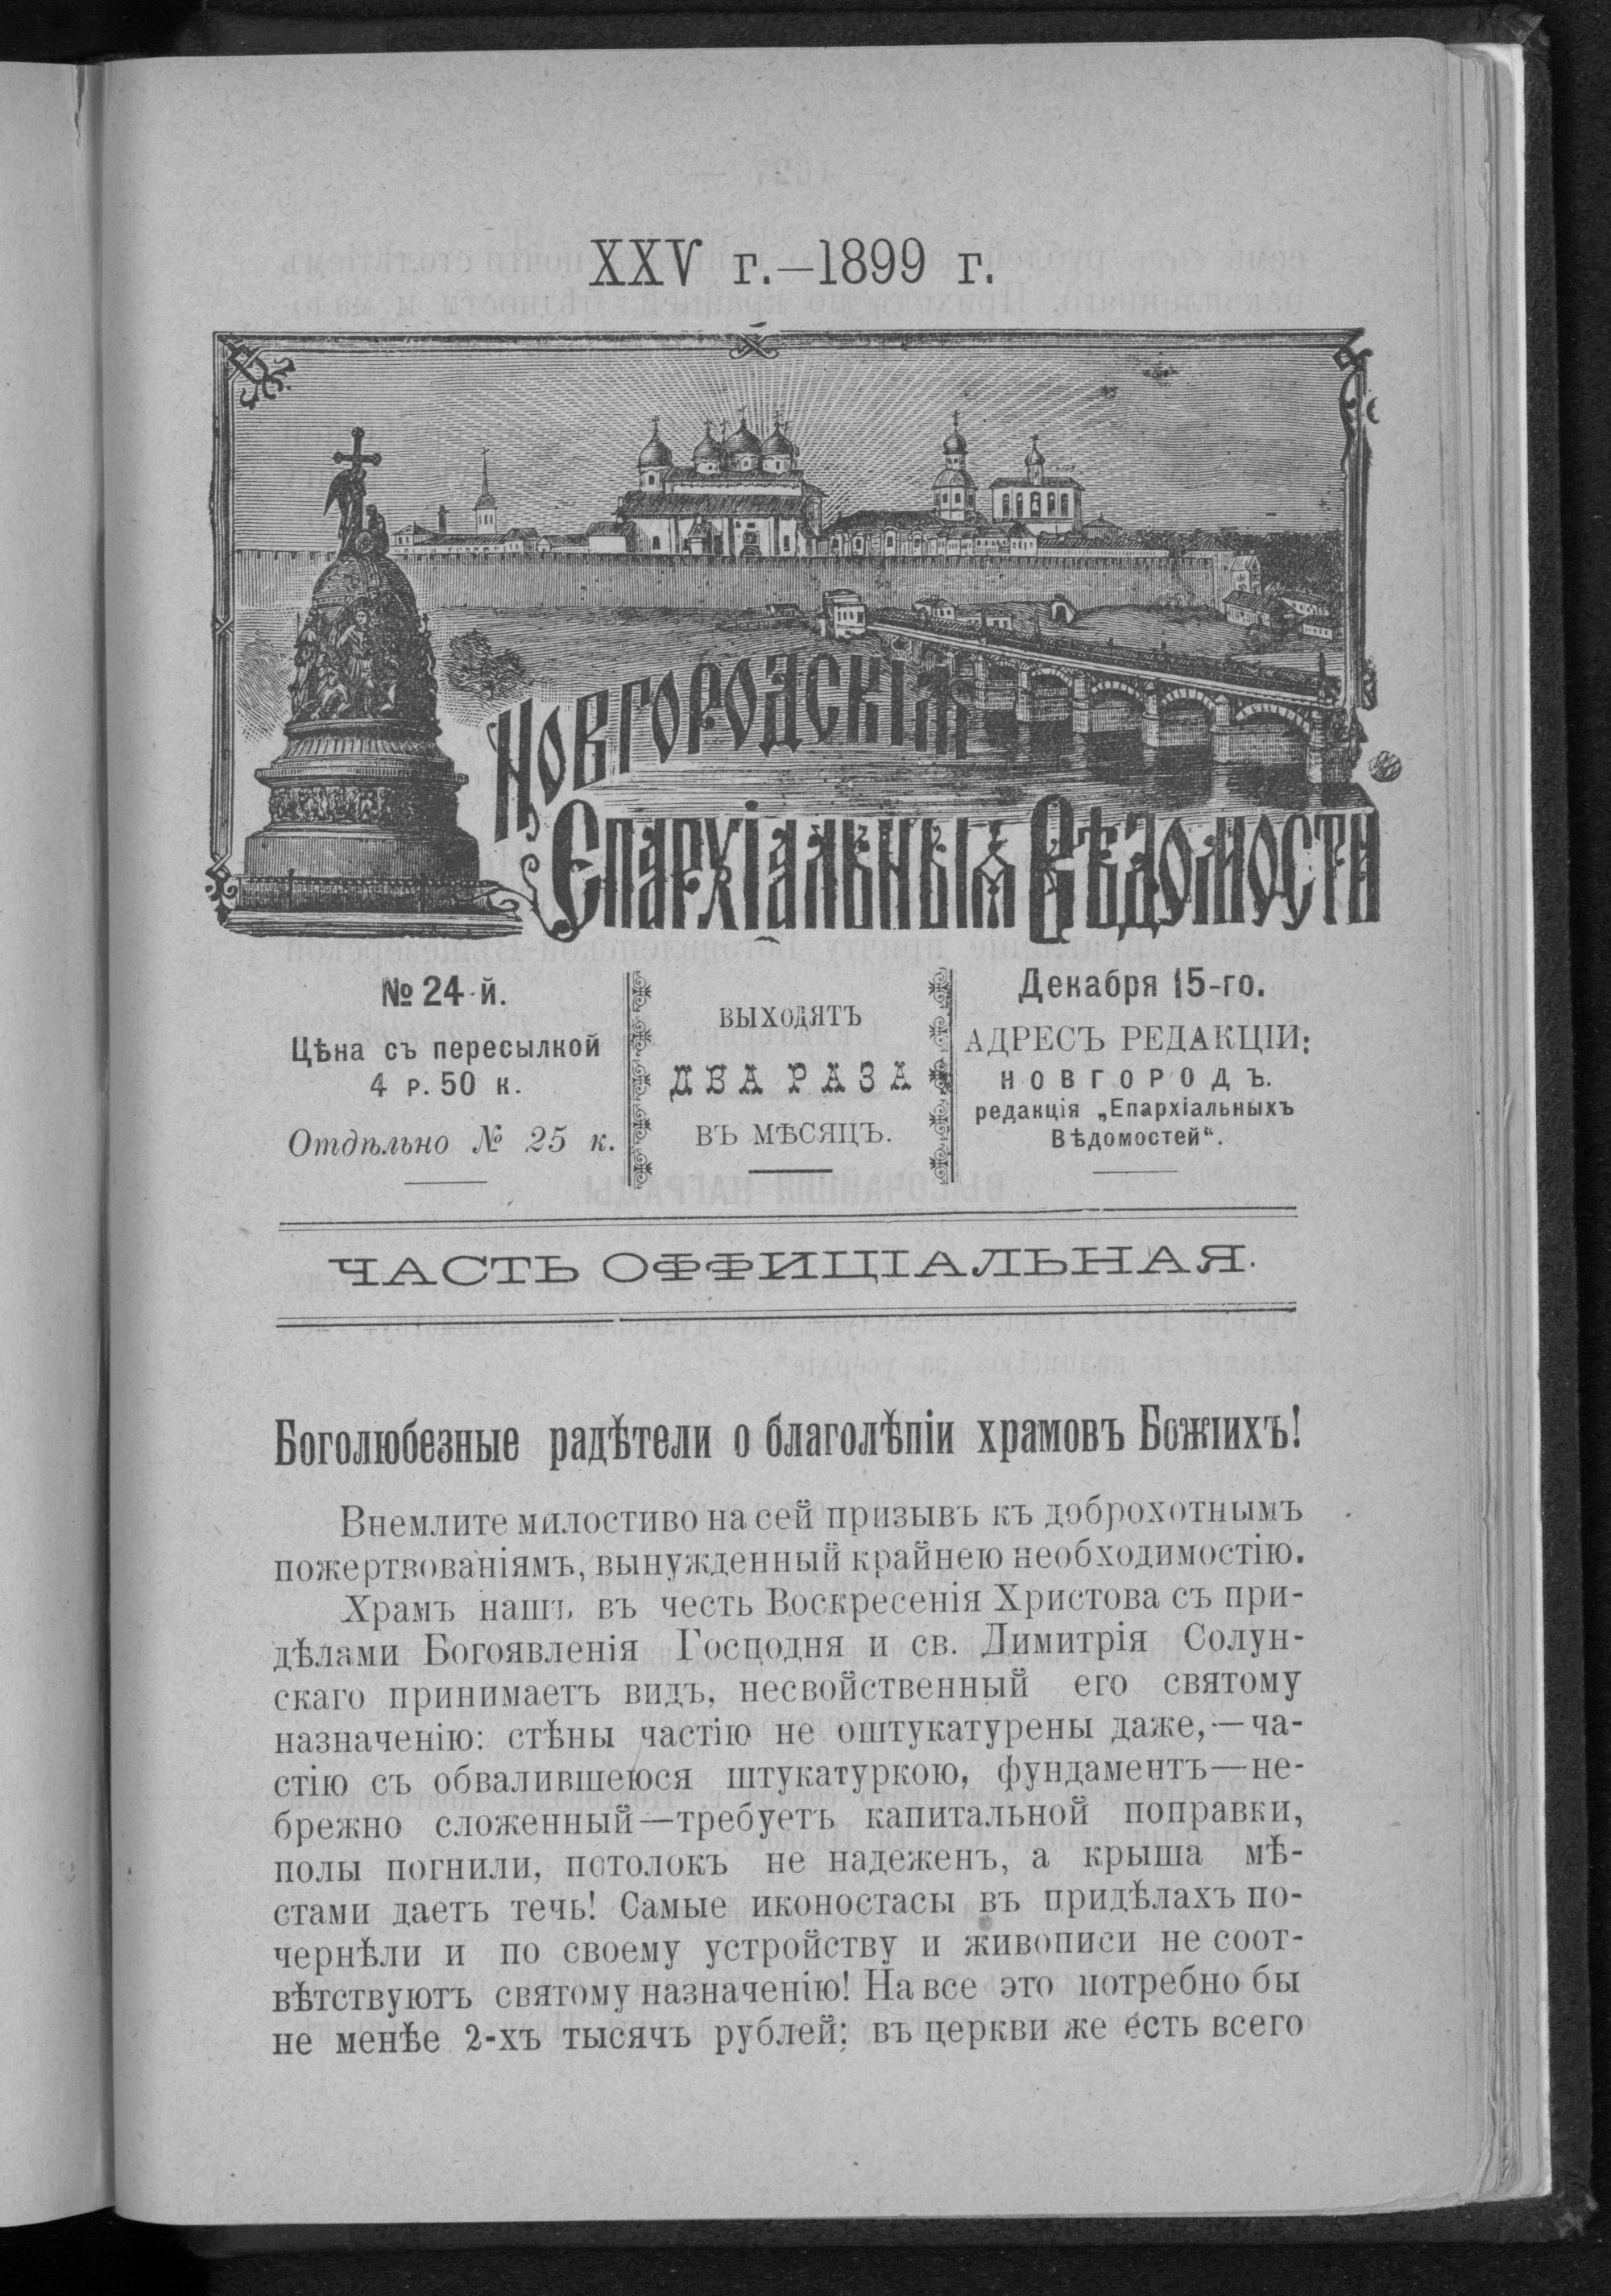 XXV г.—1899 г.
Новгородскія
Епархіальныя Вѣдомости
№ 24-й.
Цѣна съ пересылкой
4 р. 50 к.
Отдѣльно № 25 к.
ВЫХОДЯТЪ
ДВА РАЗА
ВЪ МѢСЯЦЪ.
Декабря 15-го.
АДРЕСЪ РЕДАКЦІИ:
НОВГОРОДЪ.
редакція „Епархіальныхъ
Вѣдомостей“.
ЧАСТЬ ОФФИЦІАЛЬНАЯ.
Боголюбезные радѣтели о благолѣпіи храмовъ Божіихъ!
Внемлите милостиво на сей призывъ къ доброхотнымъ
пожертвованіямъ, вынужденный крайнею необходимостію.
Храмъ нашъ въ честь Воскресенія Христова съ при-
дѣлами Богоявленія Господня и св. Димитрія Солун-
скаго принимаетъ видъ, несвойственный его святому
назначенію: стѣны частію не оштукатурены даже,—ча-
стію съ обвалившеюся штукатуркою, фундаментъ—не-
брежно сложенный—требуетъ капитальной поправки,
полы погнили, потолокъ не надеженъ, а крыша мѣ-
стами даетъ течь! Самые иконостасы въ придѣлахъ по-
чернѣли и по своему устройству и живописи не соот-
вѣтствуютъ святому назначенію! На все это потребно бы
не менѣе 2-хъ тысячъ рублей; въ церкви же есть всего